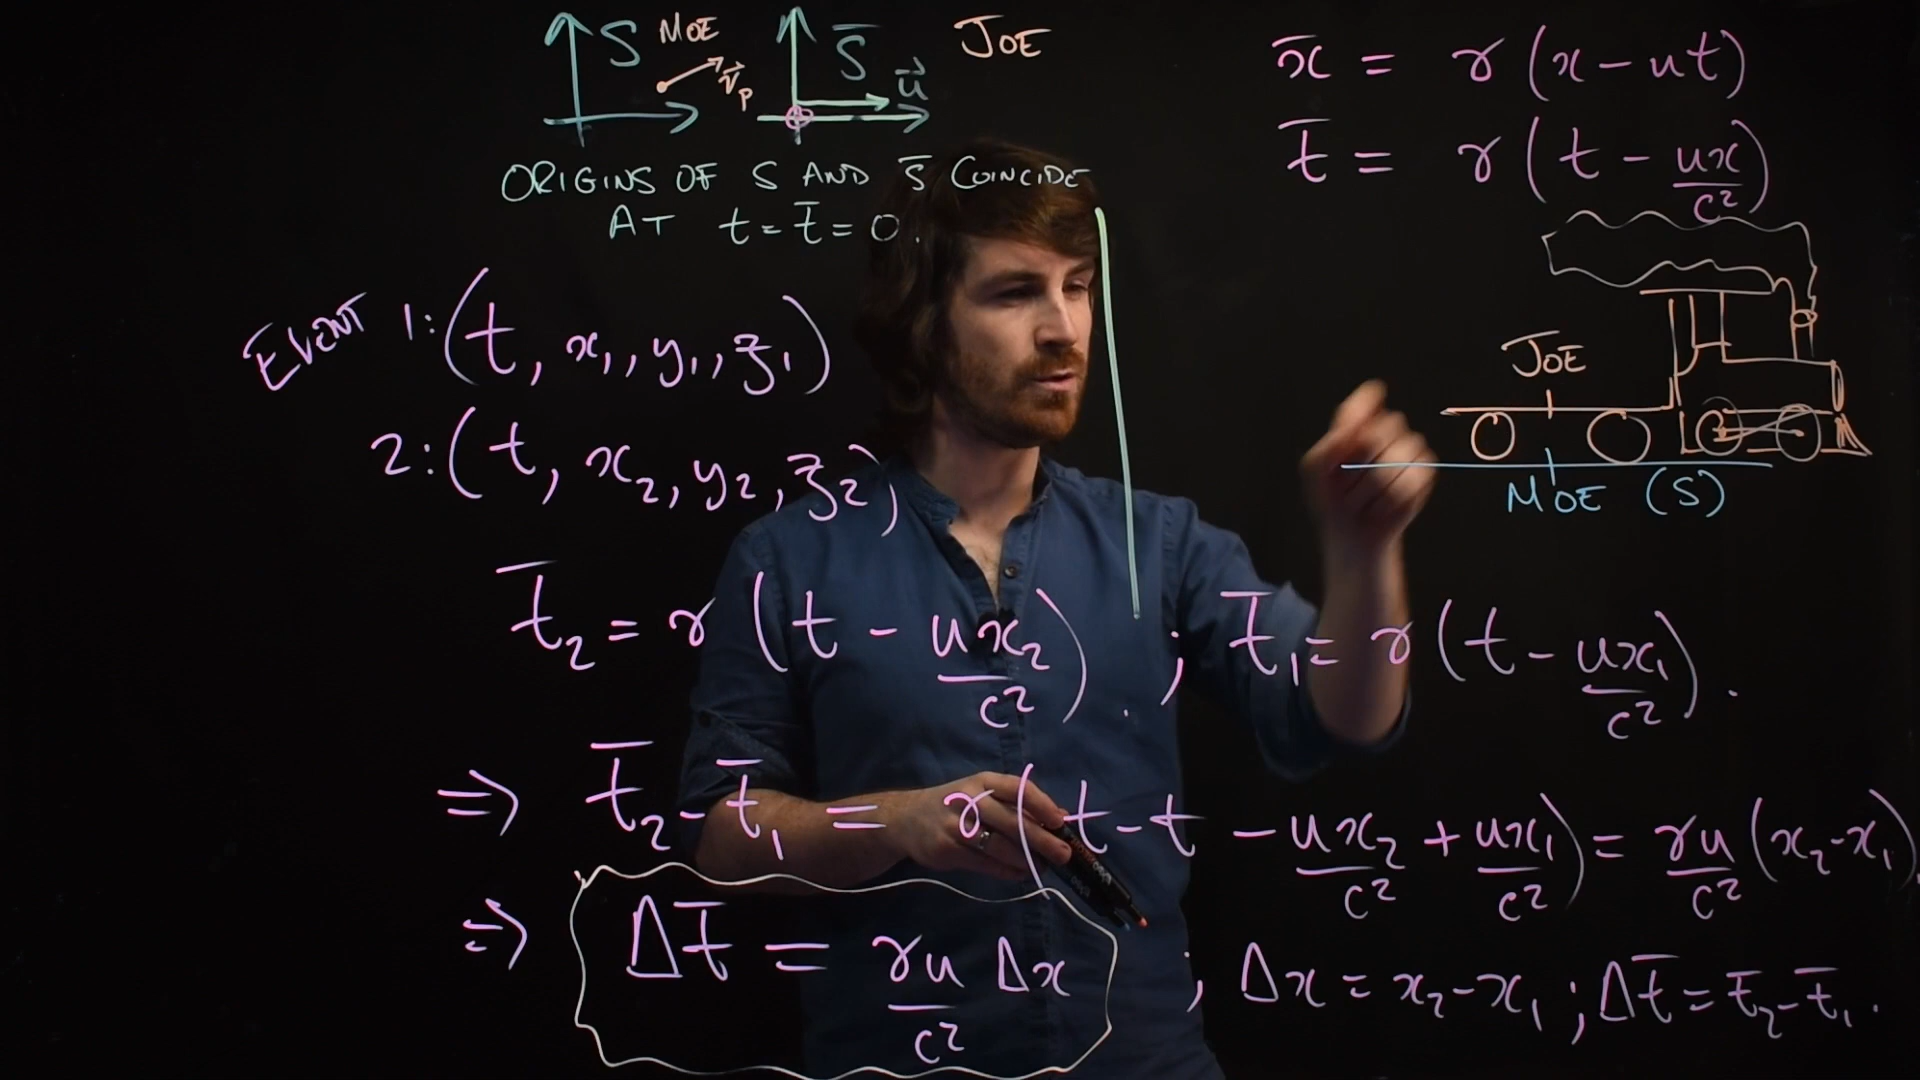 S MOE v⃗ₚ S̄ u⃗ JOE
ORIGINS OF S AND S̄ COINCIDE
AT t = t̄ = 0.
x̄ = γ(x - ut)
t̄ = γ(t - ux/c²)
JOE
MOE (S)
EVENT 1: (t, x₁, y₁, z₁)
2: (t, x₂, y₂, z₂)
t̄₂ = γ(t - ux₂/c²). ; t̄₁ = γ(t - ux₁/c²).
⇒ t̄₂ - t̄₁ = γ(t - t - ux₂/c² + ux₁/c²) = γu/c² (x₂ - x₁).
⇒ Δt̄ = γu/c² Δx ; Δx = x₂ - x₁ ; Δt̄ = t̄₂ - t̄₁.